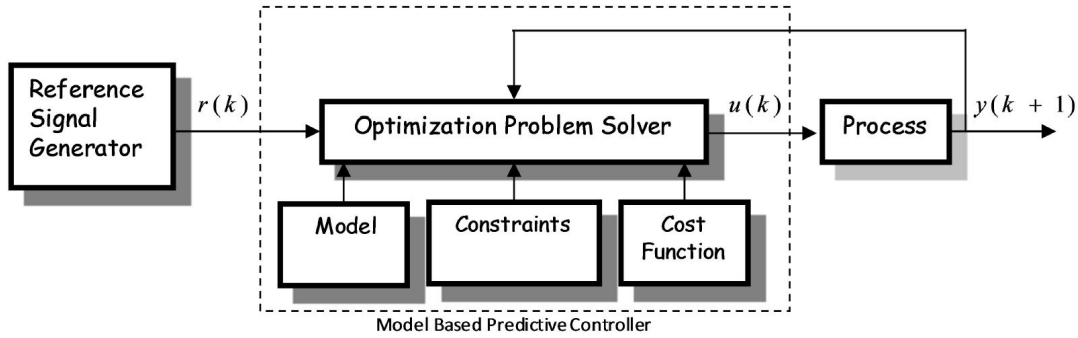 Reference
Signal
Generator
r(k)
Optimization Problem Solver
u(k)
Process
y(k + 1)
Model
Constraints
Cost
Function
Model Based Predictive Controller